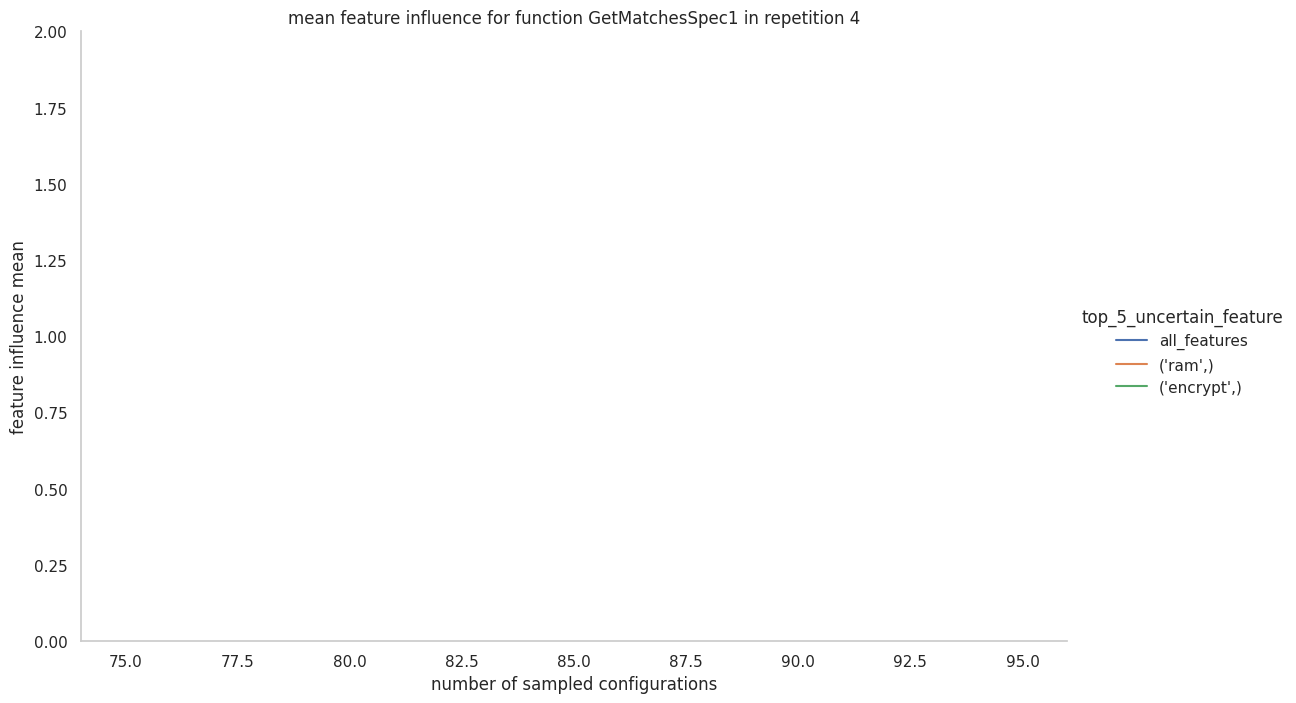 mean feature influence for function GetMatchesSpec1 in repetition 4
2.00
1.75
1.50
1.25
1.00
0.75
0.50
0.25
0.00
feature influence mean
75.0 77.5 80.0 82.5 85.0 87.5 90.0 92.5 95.0
number of sampled configurations
top_5_uncertain_feature
all_features
('ram',)
('encrypt',)